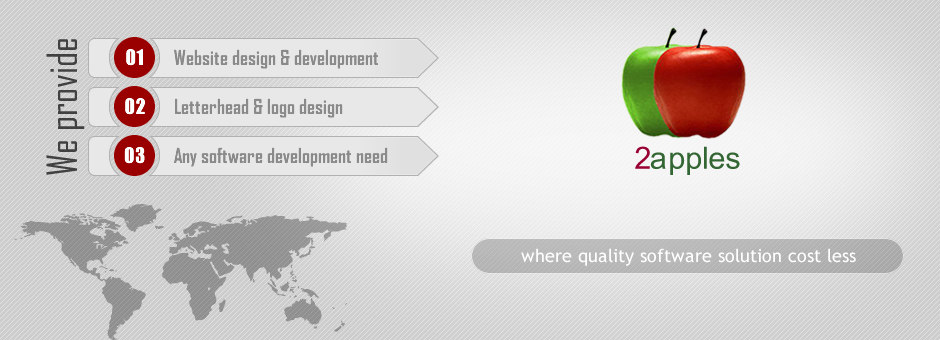 We provide
01 Website design & development
02 Letterhead & logo design
03 Any software development need
2apples
where quality software solution cost less